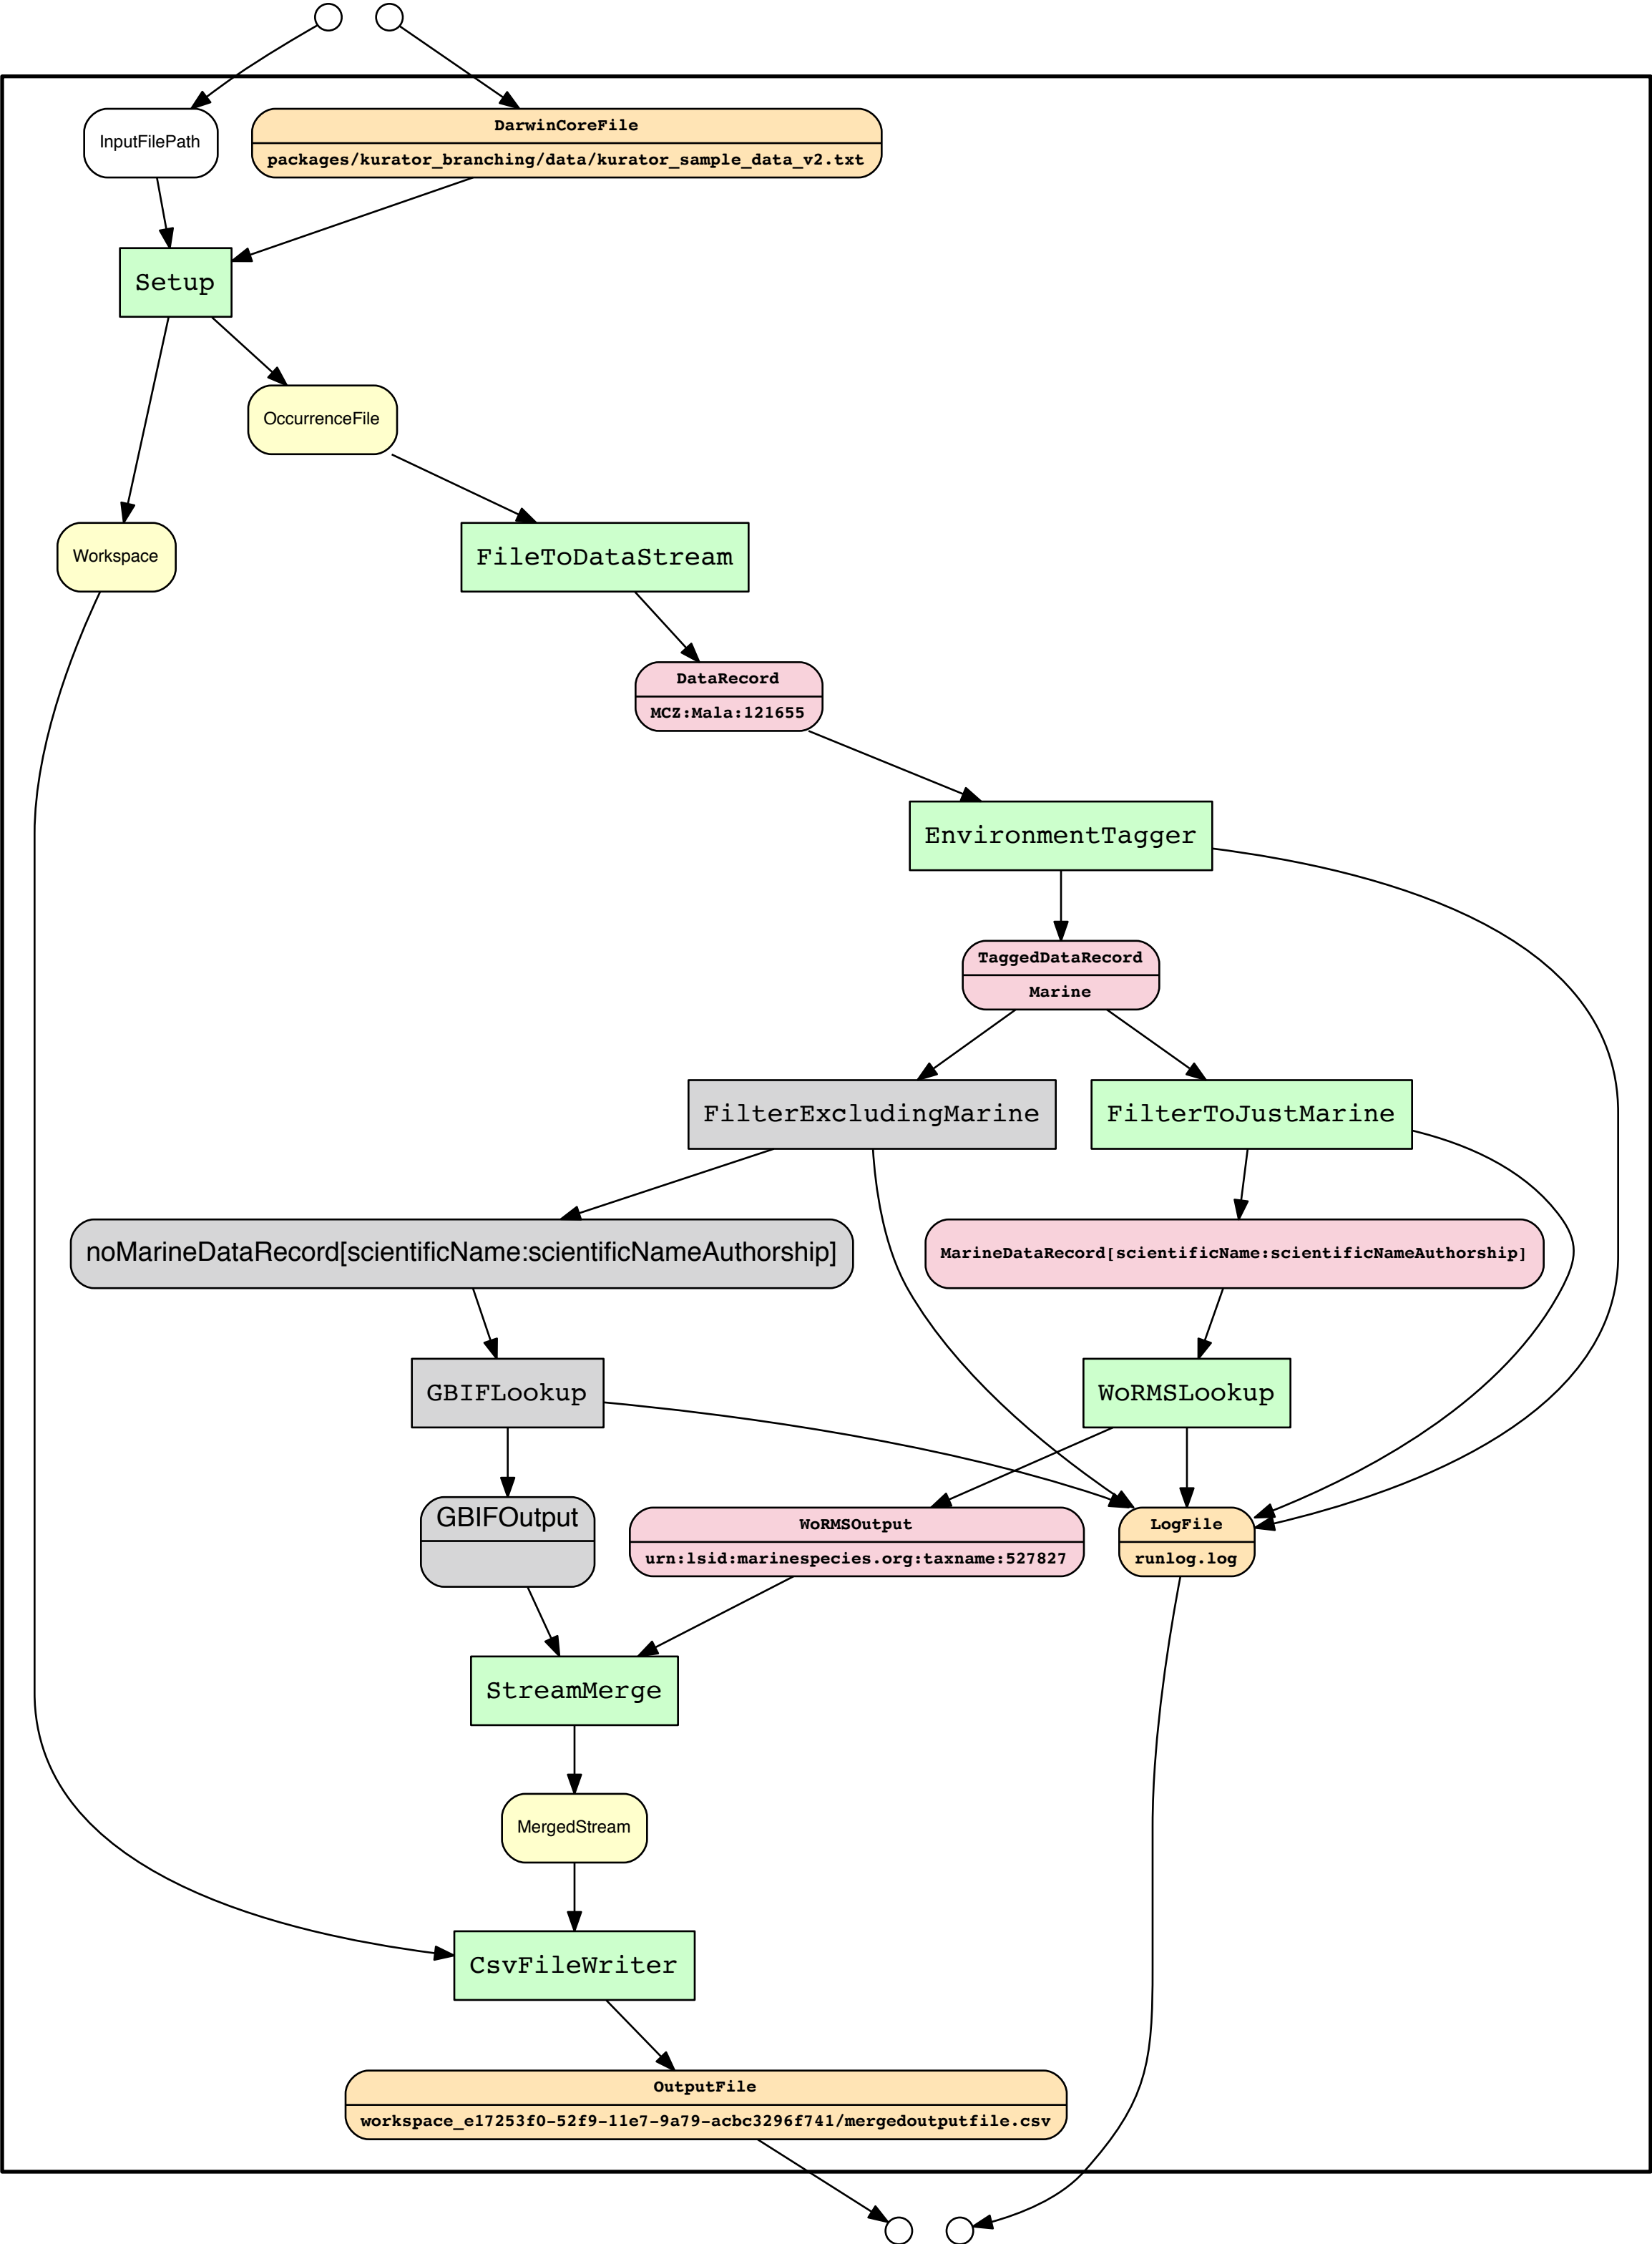 InputFilePath
DarwinCoreFile
packages/kurator_branching/data/kurator_sample_data_v2.txt
Setup
OccurrenceFile
Workspace
FileToDataStream
DataRecord
MCZ:Mala:121655
EnvironmentTagger
TaggedDataRecord
Marine
FilterExcludingMarine
FilterToJustMarine
noMarineDataRecord[scientificName:scientificNameAuthorship]
MarineDataRecord[scientificName:scientificNameAuthorship]
GBIFLookup
WoRMSLookup
GBIFOutput
WoRMSOutput
urn:lsid:marinespecies.org:taxname:527827
LogFile
runlog.log
StreamMerge
MergedStream
CsvFileWriter
OutputFile
workspace_e17253f0-52f9-11e7-9a79-acbc3296f741/mergedoutputfile.csv